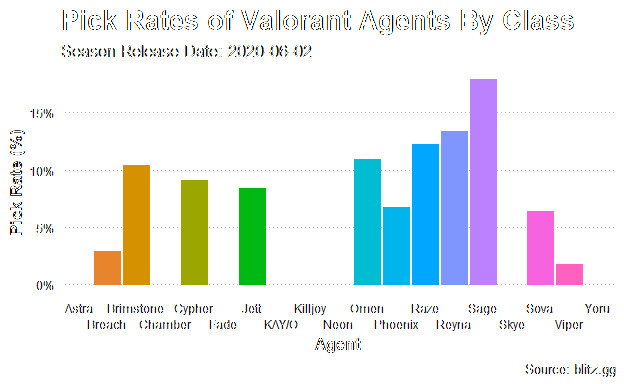 Pick Rates of Valorant Agents By Class
Season Release Date: 2020-06-02
Pick Rate (%)
15%
10%
5%
0%
Astra Brimstone Cypher Jett Killjoy Omen Raze Sage Sova Yoru
Breach Chamber Fade KAY/O Neon Phoenix Reyna Skye Viper
Agent
Source: blitz.gg